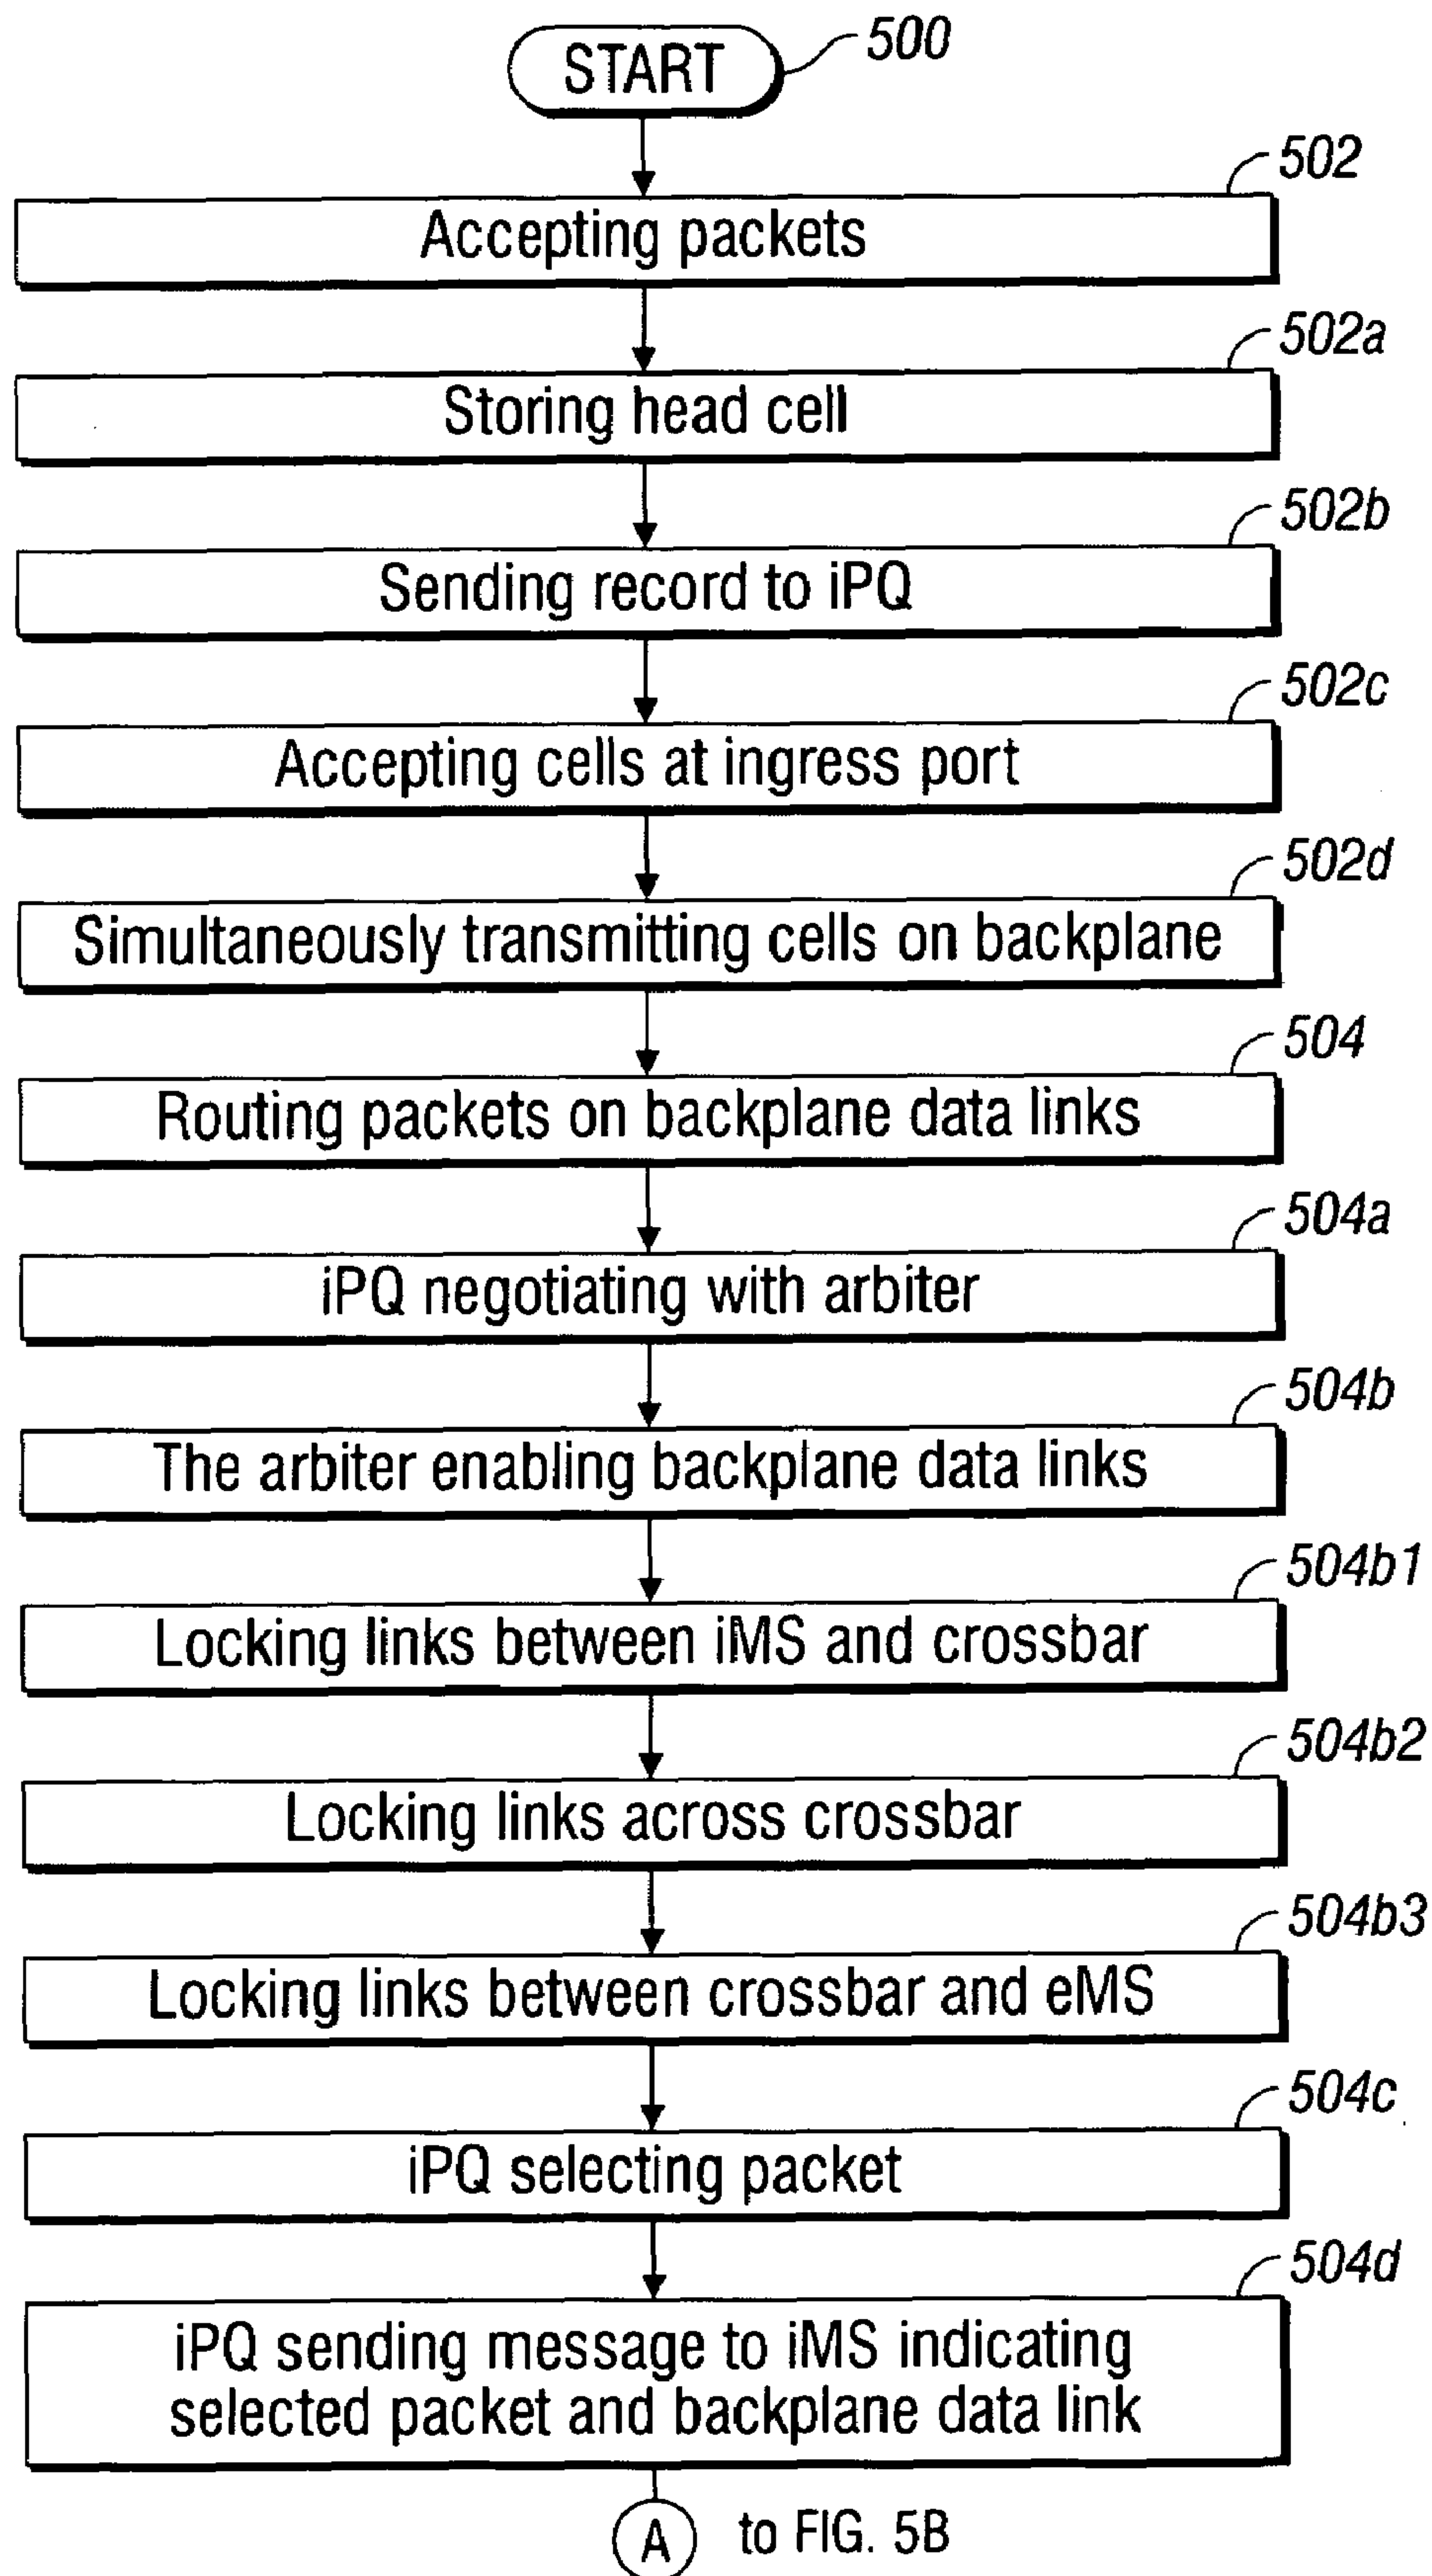 START
500
502
Accepting packets
502a
Storing head cell
502b
Sending record to iPQ
502c
Accepting cells at ingress port
502d
Simultaneously transmitting cells on backplane
504
Routing packets on backplane data links
504a
iPQ negotiating with arbiter
504b
The arbiter enabling backplane data links
504b1
Locking links between iMS and crossbar
504b2
Locking links across crossbar
504b3
Locking links between crossbar and eMS
504c
iPQ selecting packet
504d
iPQ sending message to iMS indicating
selected packet and backplane data link
A to FIG. 5B